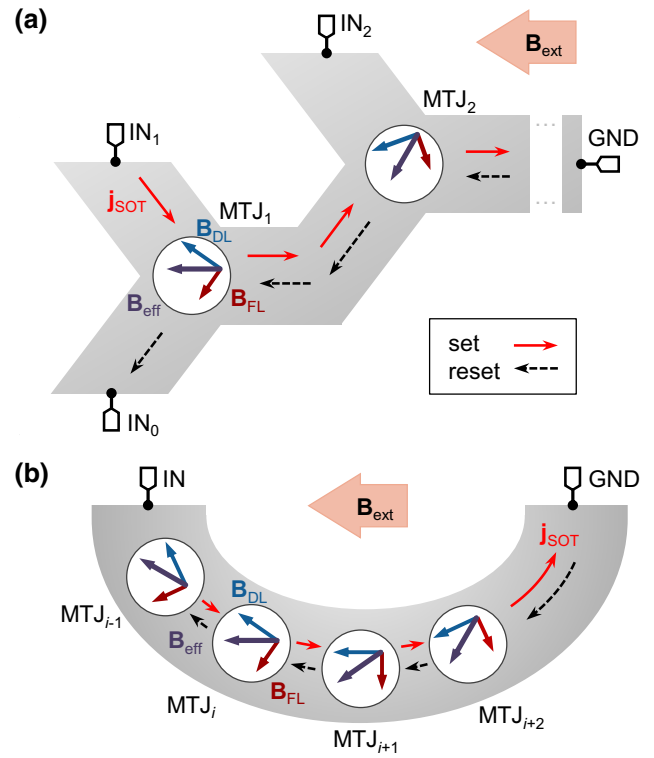 (a)
IN2
Bext
MTJ2
IN1
GND
...
jSOT
MTJ1
BDL
Beff
BFL
...
set
reset
IN0
(b)
IN
GND
Bext
jSOT
BDL
MTJi-1
Beff
BFL
MTJi
MTJi+1
MTJi+2